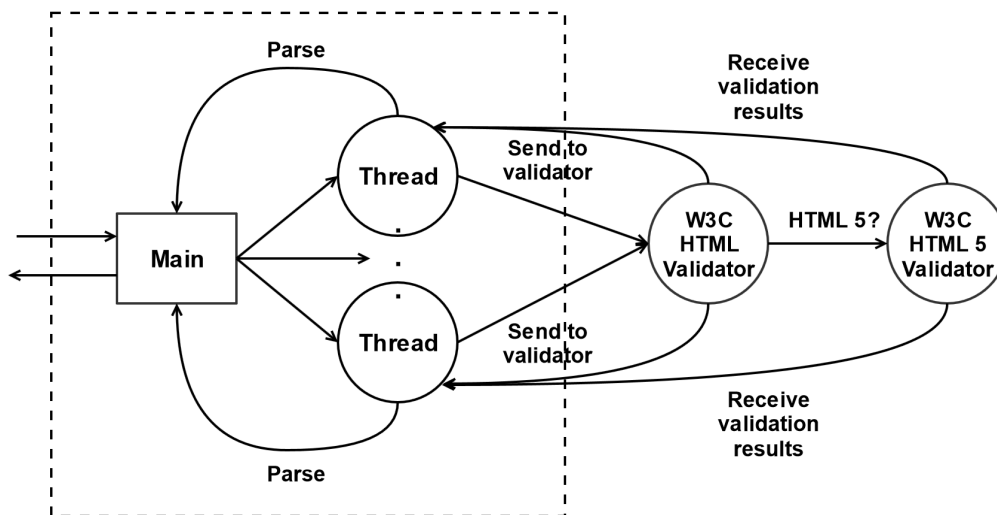 Parse
Receive
validation
results
Send to
validator
Thread
W3C
HTML
Validator
HTML 5?
W3C
HTML 5
Validator
Main
Thread
Send to
validator
Receive
validation
results
Parse